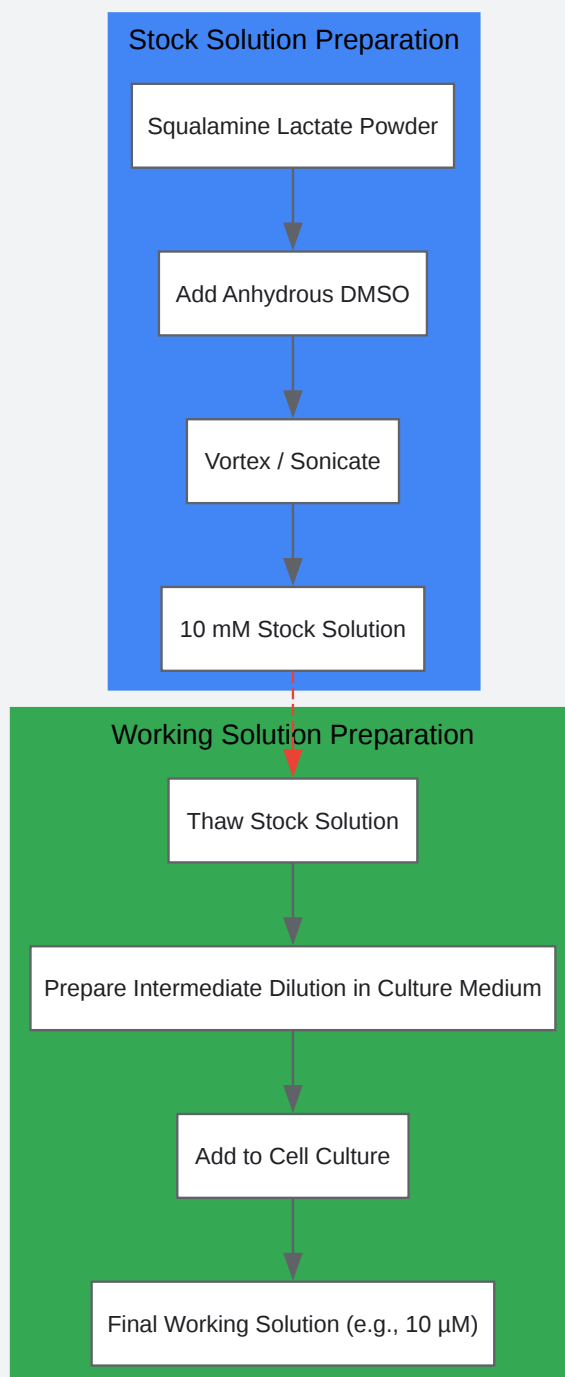 Stock Solution Preparation
Squalamine Lactate Powder
Add Anhydrous DMSO
Vortex / Sonicate
10 mM Stock Solution
Working Solution Preparation
Thaw Stock Solution
Prepare Intermediate Dilution in Culture Medium
Add to Cell Culture
Final Working Solution (e.g., 10 µM)